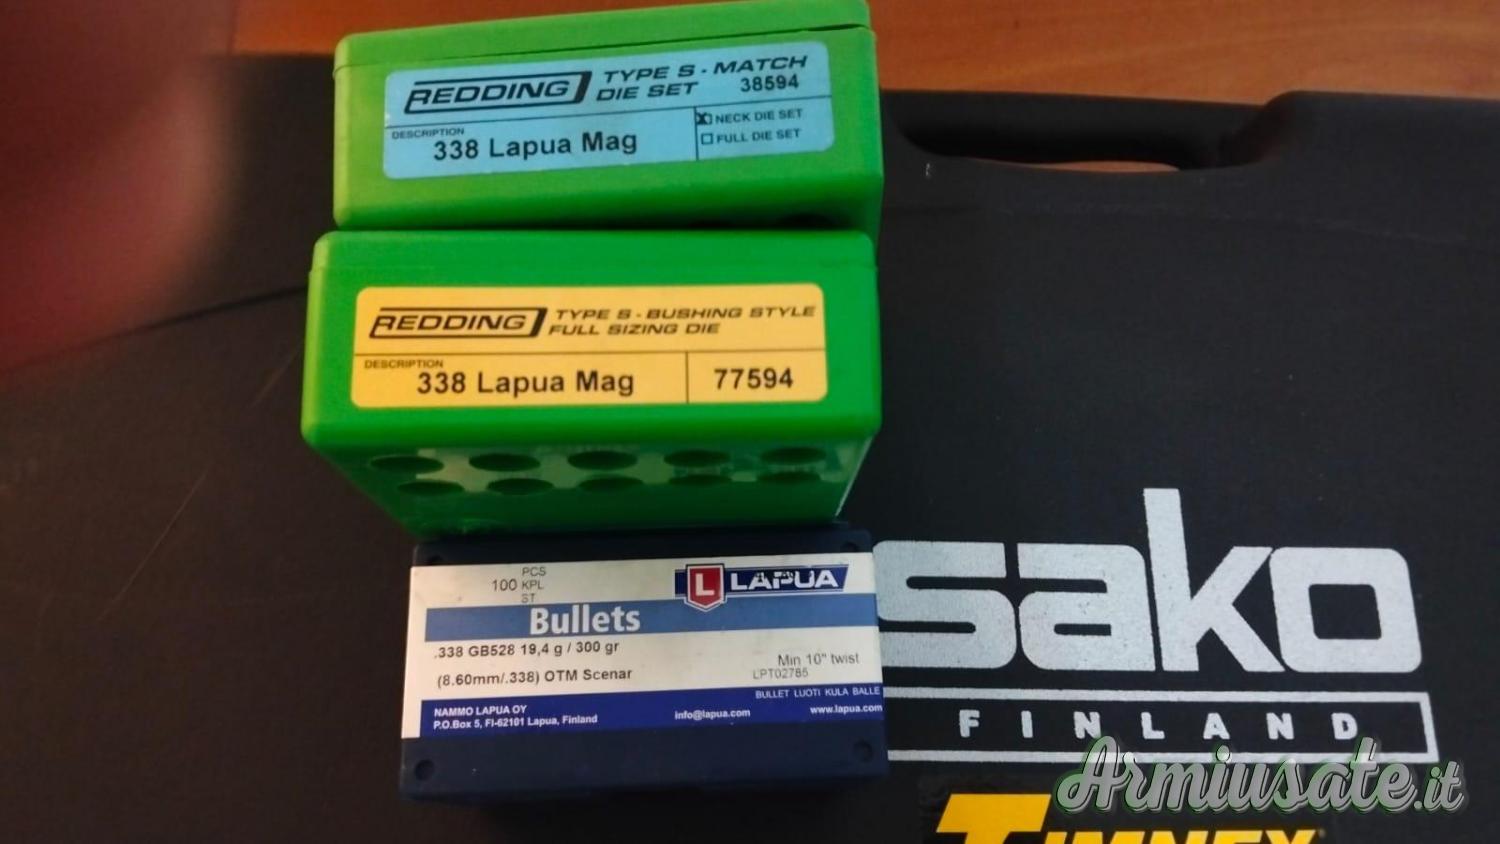 REDDING TYPE S - MATCH
DIE SET 38594
DESCRIPTION
338 Lapua Mag
X NECK DIE SET
FULL DIE SET
REDDING TYPE S - BUSHING STYLE
FULL SIZING DIE
DESCRIPTION
338 Lapua Mag
77594
PCS
100 KPL
ST
L LAPUA
Bullets
.338 GB528 19,4 g / 300 gr
(8.60mm/.338) OTM Scenar
Min 10" twist
LPT02785
BULLET LUOTI KULA BALLE
NAMMO LAPUA OY
P.O.Box 5, FI-62101 Lapua, Finland
info@lapua.com
www.lapua.com
sako
FINLAND
TIMNEY
Armiusate.it